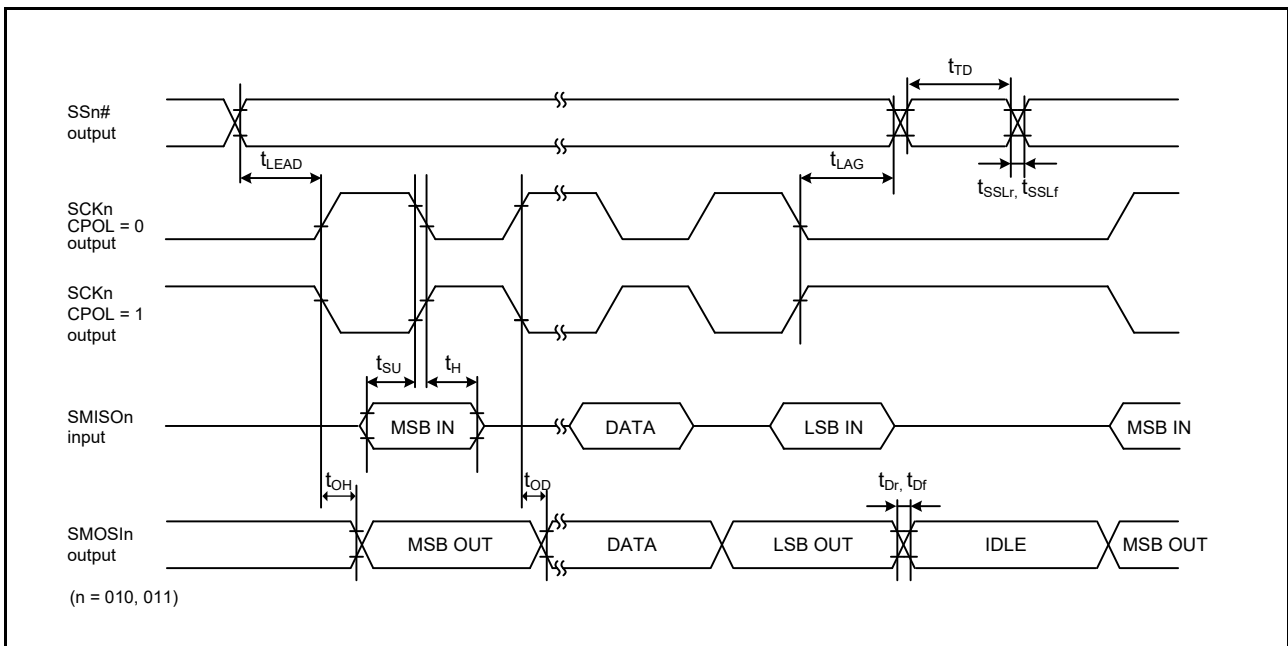 tTD
SSn#
output
tLEAD
tLAG
tSSLr, tSSLf
SCKn
CPOL = 0
output
SCKn
CPOL = 1
output
tSU
tH
SMISOn
input
MSB IN
DATA
LSB IN
MSB IN
tOH
tOD
tDr, tDf
SMOSIn
output
MSB OUT
DATA
LSB OUT
IDLE
MSB OUT
(n = 010, 011)